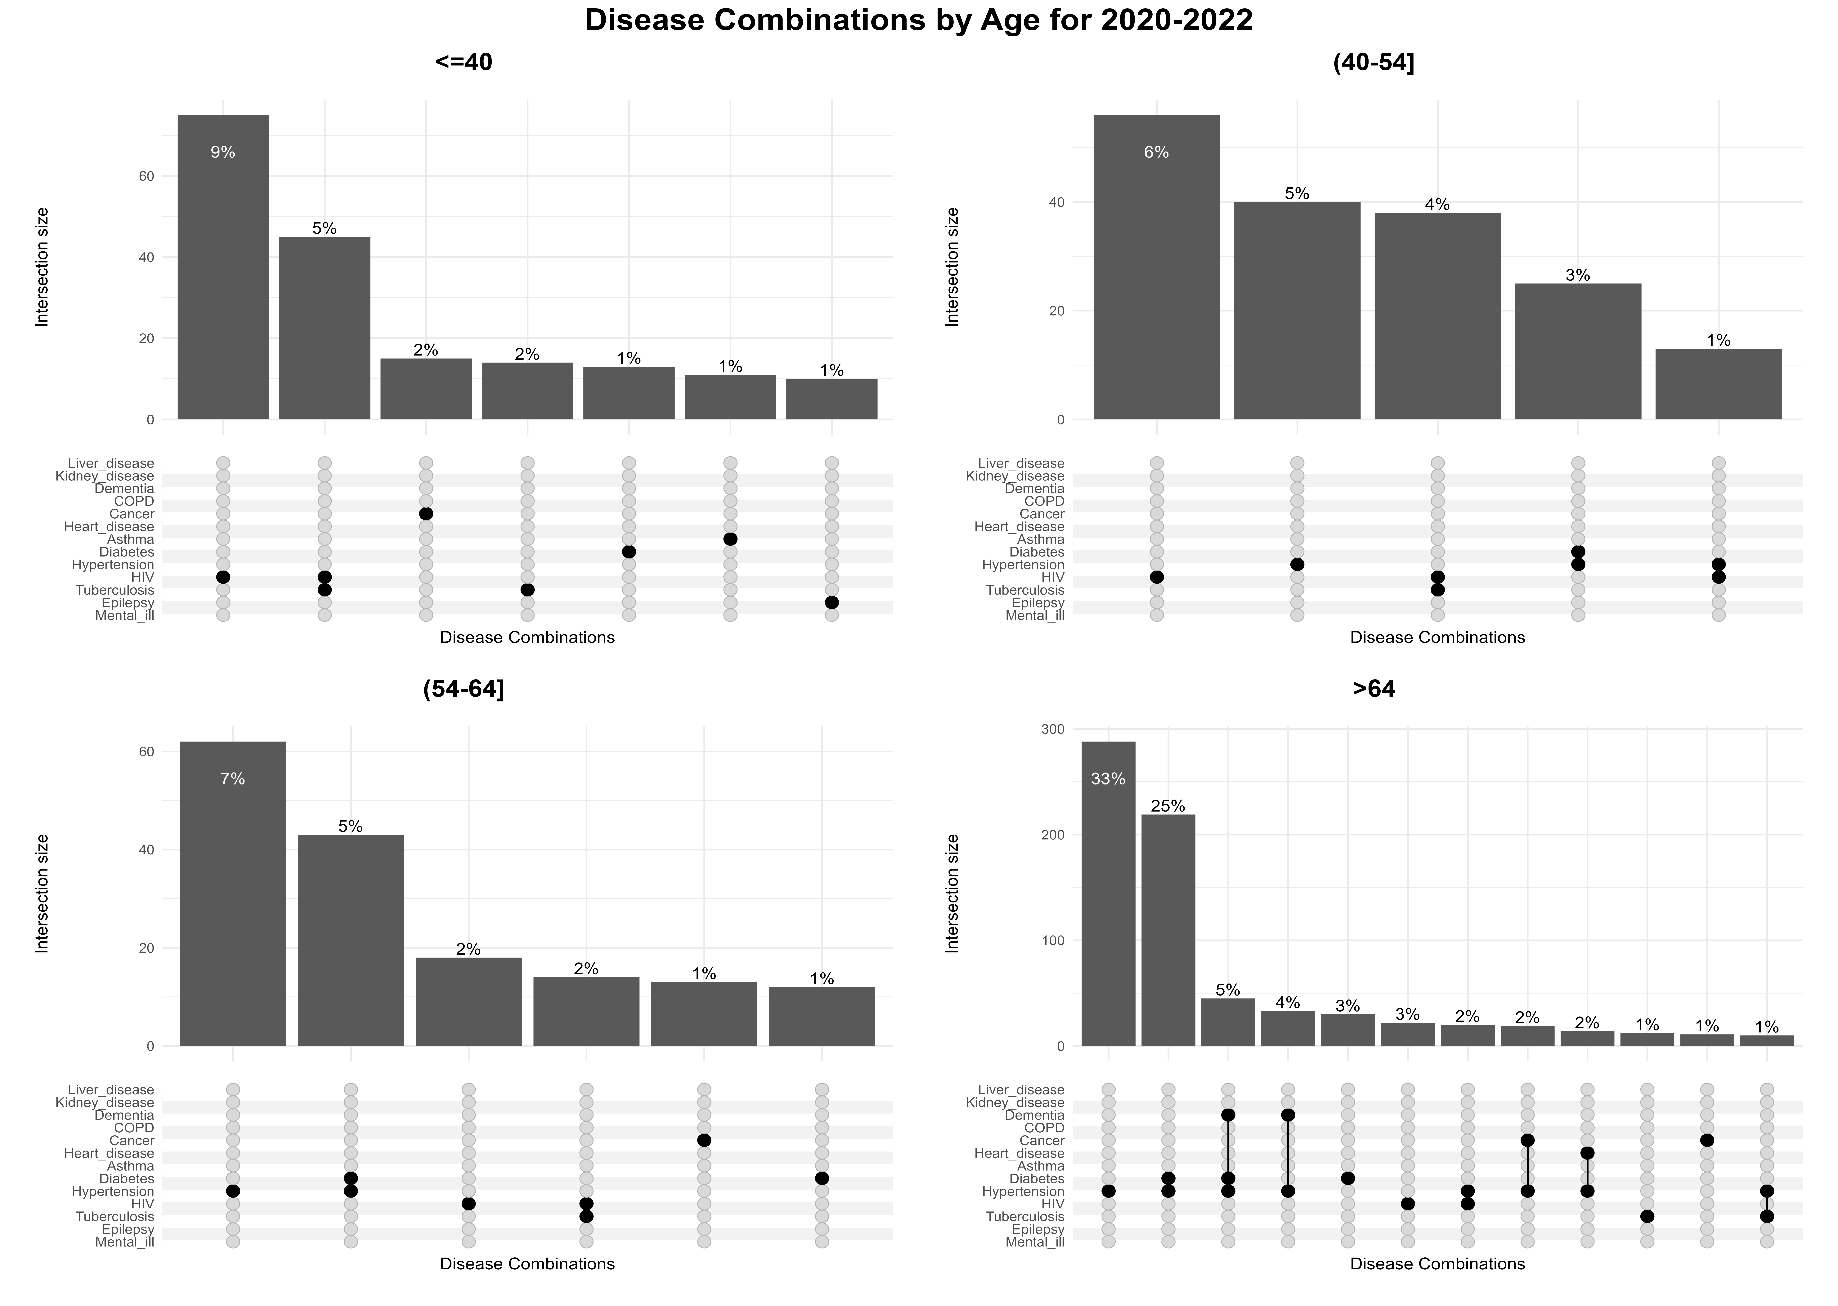 Disease Combinations by Age for 2020-2022
<=40
Intersection size
60
40
20
0
9%
5%
2%
2%
1%
1%
1%
Liver_disease
Kidney_disease
Dementia
COPD
Cancer
Heart_disease
Asthma
Diabetes
Hypertension
HIV
Tuberculosis
Epilepsy
Mental_ill
Disease Combinations
(40-54]
Intersection size
40
20
0
6%
5%
4%
3%
1%
Liver_disease
Kidney_disease
Dementia
COPD
Cancer
Heart_disease
Asthma
Diabetes
Hypertension
HIV
Tuberculosis
Epilepsy
Mental_ill
Disease Combinations
(54-64]
Intersection size
60
40
20
0
7%
5%
2%
2%
1%
1%
Liver_disease
Kidney_disease
Dementia
COPD
Cancer
Heart_disease
Asthma
Diabetes
Hypertension
HIV
Tuberculosis
Epilepsy
Mental_ill
Disease Combinations
>64
Intersection size
300
200
100
0
33%
25%
5%
4%
3%
3%
2%
2%
2%
1%
1%
1%
Liver_disease
Kidney_disease
Dementia
COPD
Cancer
Heart_disease
Asthma
Diabetes
Hypertension
HIV
Tuberculosis
Epilepsy
Mental_ill
Disease Combinations